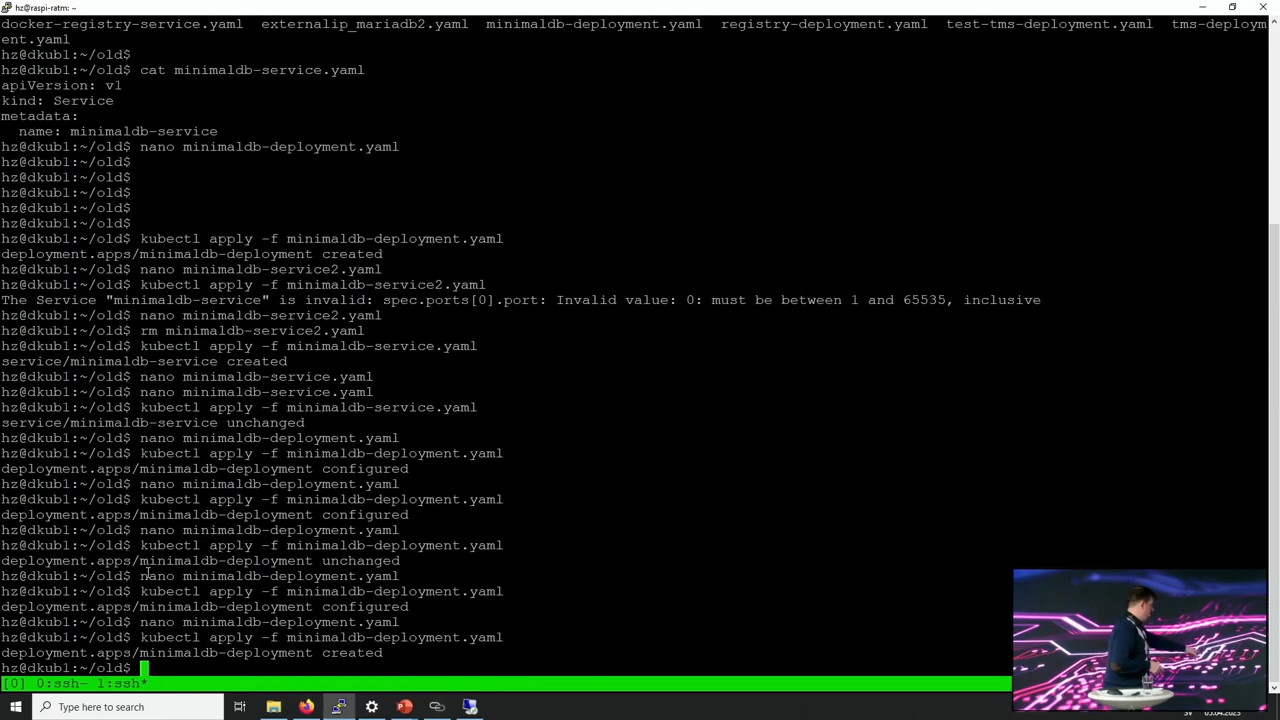 hz@raspi-ratm: ~
docker-registry-service.yaml  externalip_mariadb2.yaml  minimaldb-deployment.yaml  registry-deployment.yaml  test-tms-deployment.yaml  tms-deploym
ent.yaml
hz@dkub1:~/old$
hz@dkub1:~/old$ cat minimaldb-service.yaml
apiVersion: v1
kind: Service
metadata:
  name: minimaldb-service
hz@dkub1:~/old$ nano minimaldb-deployment.yaml
hz@dkub1:~/old$
hz@dkub1:~/old$
hz@dkub1:~/old$
hz@dkub1:~/old$
hz@dkub1:~/old$
hz@dkub1:~/old$ kubectl apply -f minimaldb-deployment.yaml
deployment.apps/minimaldb-deployment created
hz@dkub1:~/old$ nano minimaldb-service2.yaml
hz@dkub1:~/old$ kubectl apply -f minimaldb-service2.yaml
The Service "minimaldb-service" is invalid: spec.ports[0].port: Invalid value: 0: must be between 1 and 65535, inclusive
hz@dkub1:~/old$ nano minimaldb-service2.yaml
hz@dkub1:~/old$ rm minimaldb-service2.yaml
hz@dkub1:~/old$ kubectl apply -f minimaldb-service.yaml
service/minimaldb-service created
hz@dkub1:~/old$ nano minimaldb-service.yaml
hz@dkub1:~/old$ nano minimaldb-service.yaml
hz@dkub1:~/old$ kubectl apply -f minimaldb-service.yaml
service/minimaldb-service unchanged
hz@dkub1:~/old$ nano minimaldb-deployment.yaml
hz@dkub1:~/old$ kubectl apply -f minimaldb-deployment.yaml
deployment.apps/minimaldb-deployment configured
hz@dkub1:~/old$ nano minimaldb-deployment.yaml
hz@dkub1:~/old$ kubectl apply -f minimaldb-deployment.yaml
deployment.apps/minimaldb-deployment configured
hz@dkub1:~/old$ nano minimaldb-deployment.yaml
hz@dkub1:~/old$ kubectl apply -f minimaldb-deployment.yaml
deployment.apps/minimaldb-deployment unchanged
hz@dkub1:~/old$ nano minimaldb-deployment.yaml
hz@dkub1:~/old$ kubectl apply -f minimaldb-deployment.yaml
deployment.apps/minimaldb-deployment configured
hz@dkub1:~/old$ nano minimaldb-deployment.yaml
hz@dkub1:~/old$ kubectl apply -f minimaldb-deployment.yaml
deployment.apps/minimaldb-deployment created
hz@dkub1:~/old$
[0] 0:ssh- 1:ssh*
Type here to search